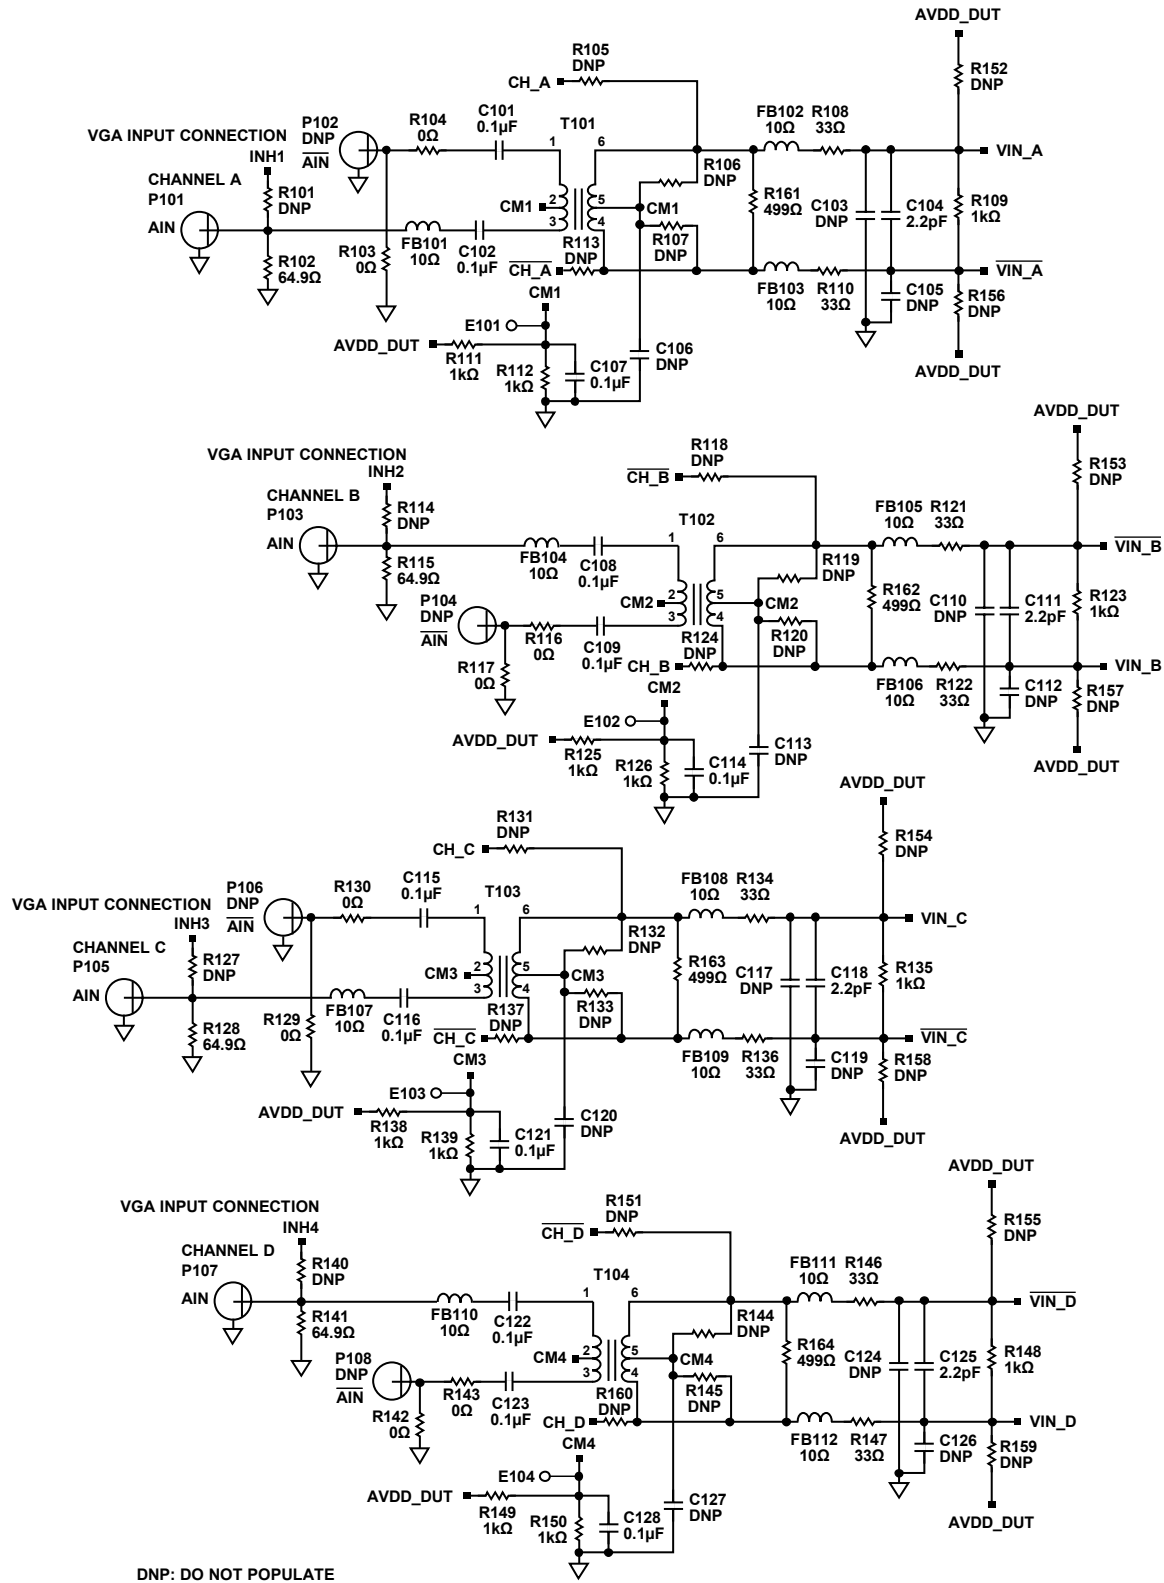 AVDD_DUT
R105
DNP
CH_A
R152
DNP
VGA INPUT CONNECTION
INH1
P102
DNP
AIN
R104
0Ω
C101
0.1µF
T101
1
6
FB102
10Ω
R108
33Ω
VIN_A
CHANNEL A
P101
AIN
R101
DNP
R106
DNP
CM1
2
5
CM1
R161
499Ω
C103
DNP
C104
2.2pF
R109
1kΩ
3
4
R107
DNP
R102
64.9Ω
R103
0Ω
FB101
10Ω
C102
0.1µF
R113
DNP
CH_A
FB103
10Ω
R110
33Ω
C105
DNP
VIN_A
R156
DNP
AVDD_DUT
CM1
E101
AVDD_DUT
R111
1kΩ
R112
1kΩ
C107
0.1µF
C106
DNP
AVDD_DUT
R118
DNP
CH_B
R153
DNP
VGA INPUT CONNECTION
INH2
CHANNEL B
P103
AIN
R114
DNP
R115
64.9Ω
FB104
10Ω
C108
0.1µF
T102
1
6
FB105
10Ω
R121
33Ω
VIN_B
R119
DNP
CM2
2
5
CM2
R162
499Ω
C110
DNP
C111
2.2pF
R123
1kΩ
P104
DNP
AIN
R116
0Ω
C109
0.1µF
3
4
R120
DNP
R117
0Ω
R124
DNP
CH_B
FB106
10Ω
R122
33Ω
C112
DNP
VIN_B
R157
DNP
AVDD_DUT
CM2
E102
AVDD_DUT
R125
1kΩ
R126
1kΩ
C114
0.1µF
C113
DNP
AVDD_DUT
R131
DNP
CH_C
R154
DNP
VGA INPUT CONNECTION
INH3
P106
DNP
AIN
R130
0Ω
C115
0.1µF
T103
1
6
FB108
10Ω
R134
33Ω
VIN_C
CHANNEL C
P105
AIN
R127
DNP
R132
DNP
CM3
2
5
CM3
R163
499Ω
C117
DNP
C118
2.2pF
R135
1kΩ
3
4
R133
DNP
R128
64.9Ω
R129
0Ω
FB107
10Ω
C116
0.1µF
R137
DNP
CH_C
FB109
10Ω
R136
33Ω
C119
DNP
VIN_C
R158
DNP
AVDD_DUT
CM3
E103
AVDD_DUT
R138
1kΩ
R139
1kΩ
C121
0.1µF
C120
DNP
AVDD_DUT
R151
DNP
CH_D
R155
DNP
VGA INPUT CONNECTION
INH4
CHANNEL D
P107
AIN
R140
DNP
R141
64.9Ω
FB110
10Ω
C122
0.1µF
T104
1
6
FB111
10Ω
R146
33Ω
VIN_D
R144
DNP
CM4
2
5
CM4
R164
499Ω
C124
DNP
C125
2.2pF
R148
1kΩ
P108
DNP
AIN
R143
0Ω
C123
0.1µF
3
4
R145
DNP
R142
0Ω
R160
DNP
CH_D
FB112
10Ω
R147
33Ω
C126
DNP
VIN_D
R159
DNP
AVDD_DUT
CM4
E104
AVDD_DUT
R149
1kΩ
R150
1kΩ
C128
0.1µF
C127
DNP
DNP: DO NOT POPULATE